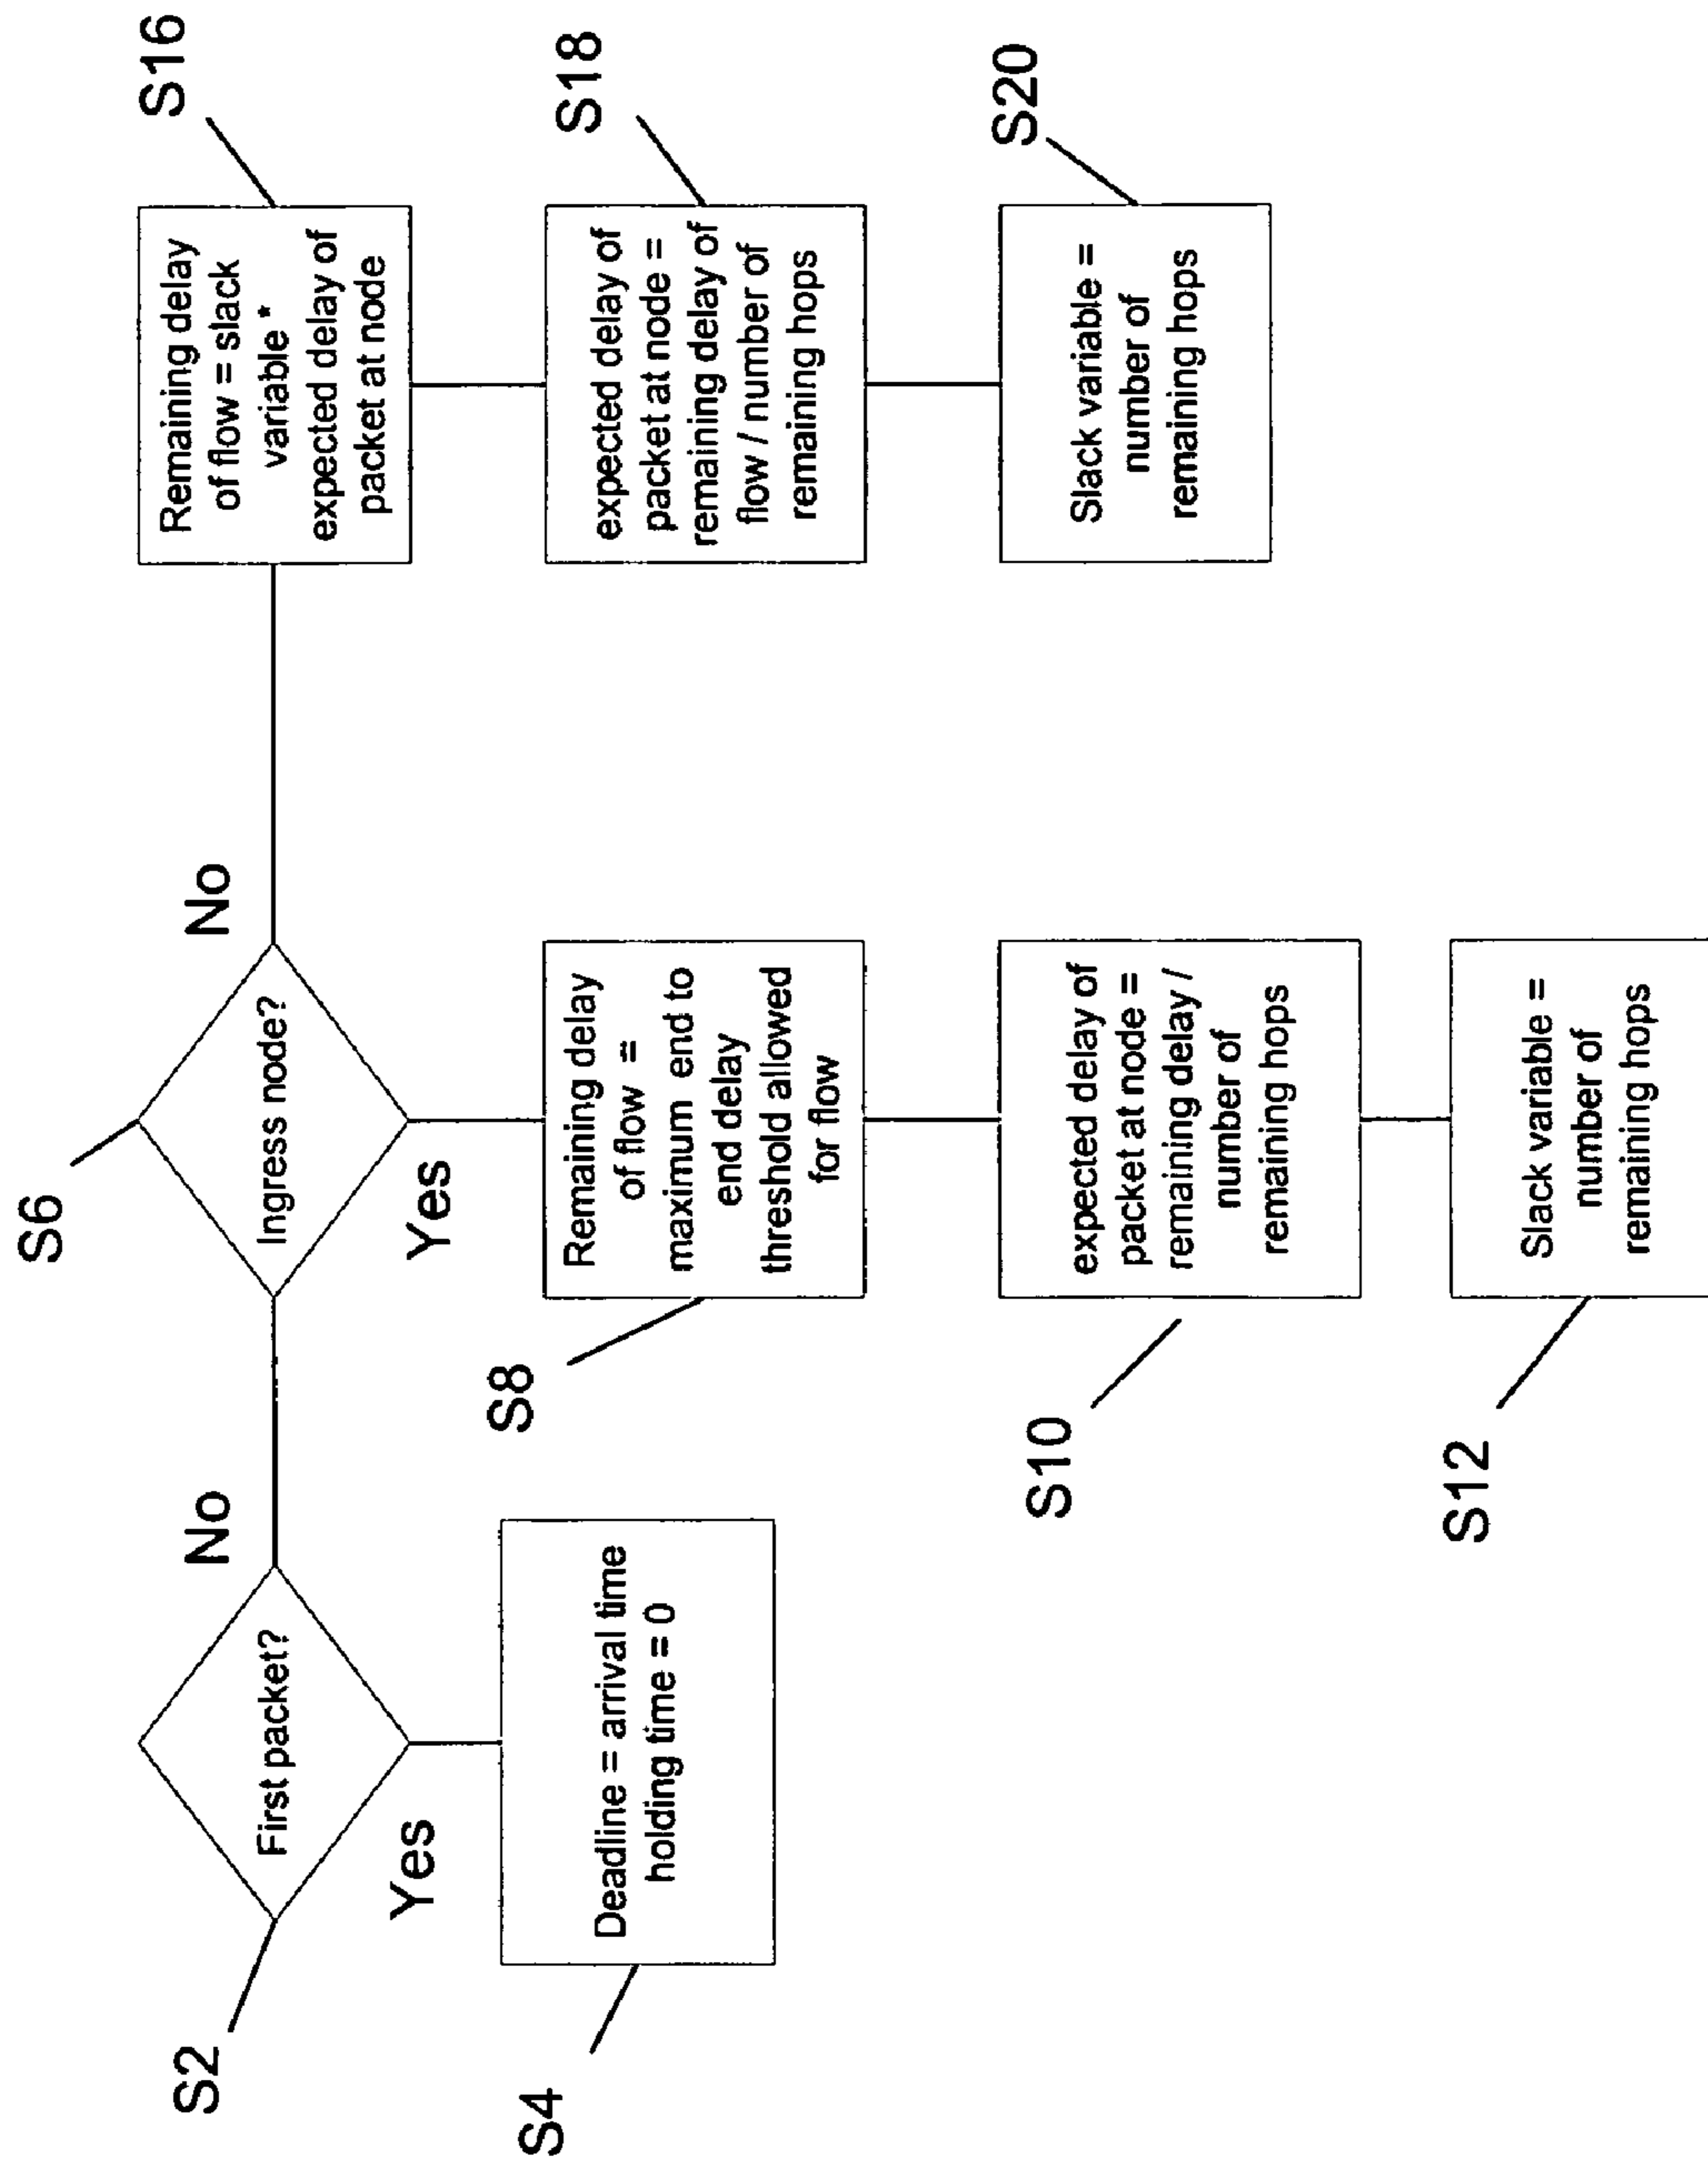 S2
First packet?
No
Yes
S4
Deadline = arrival time
holding time = 0
S6
Ingress node?
No
Yes
S8
Remaining delay
of flow =
maximum end to
end delay
threshold allowed
for flow
S10
expected delay of
packet at node =
remaining delay /
number of
remaining hops
S12
Slack variable =
number of
remaining hops
S16
Remaining delay
of flow = slack
variable *
expected delay of
packet at node
S18
expected delay of
packet at node =
remaining delay of
flow / number of
remaining hops
S20
Slack variable =
number of
remaining hops